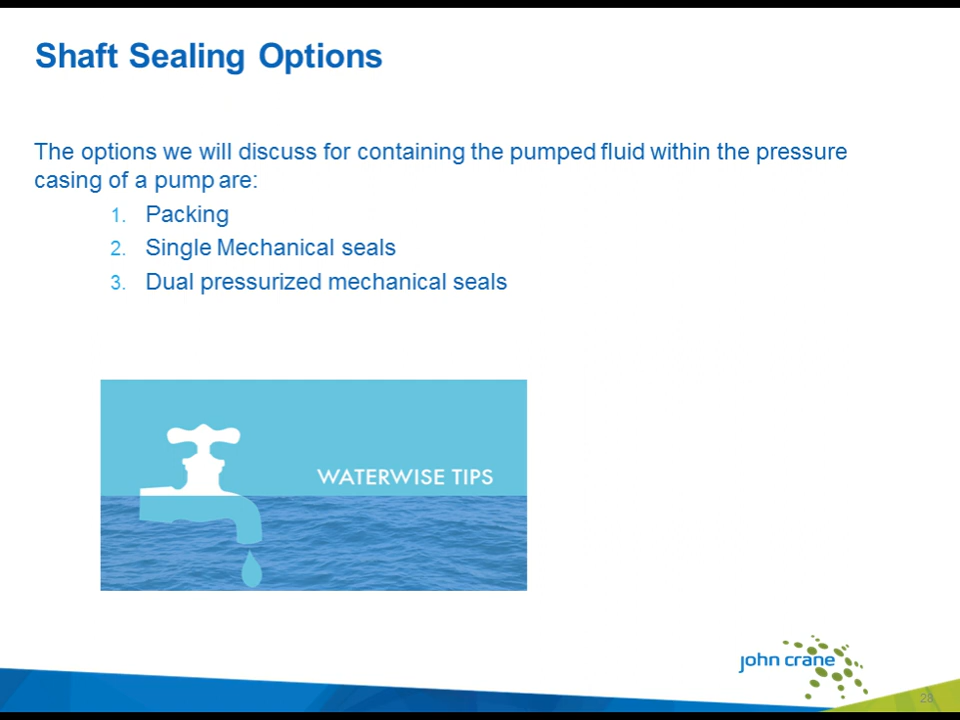 Shaft Sealing Options
The options we will discuss for containing the pumped fluid within the pressure
casing of a pump are:
1. Packing
2. Single Mechanical seals
3. Dual pressurized mechanical seals
WATERWISE TIPS
john crane
28